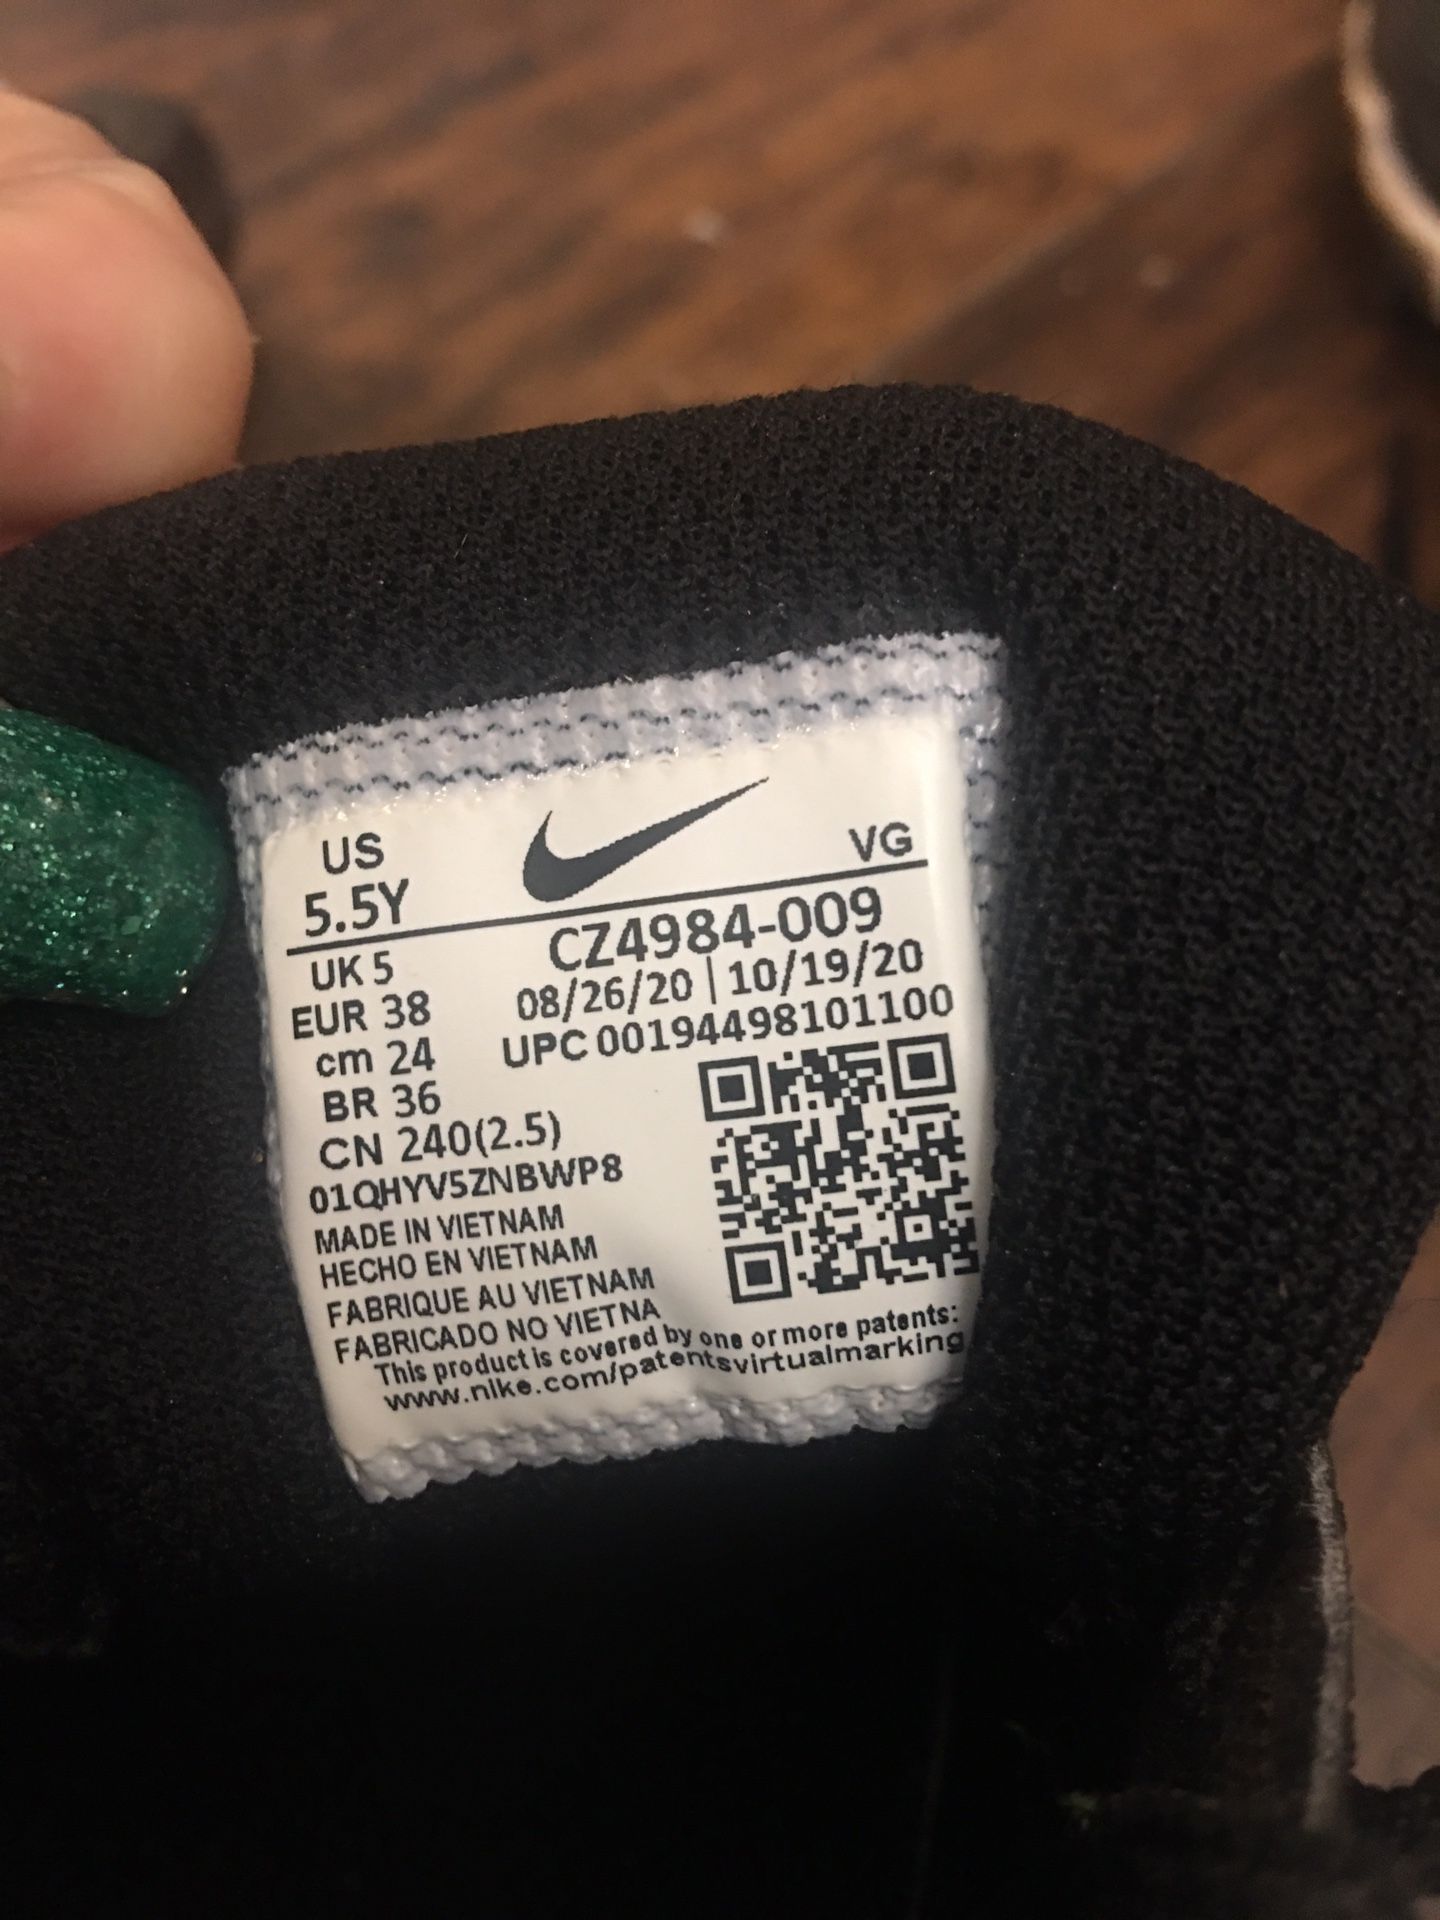 US
5.5Y
VG
UK 5
EUR 38
cm 24
BR 36
CN 240(2.5)
CZ4984-009
08/26/20 | 10/19/20
UPC 00194498101100
01QHYV5ZNBWP8
MADE IN VIETNAM
HECHO EN VIETNAM
FABRIQUE AU VIETNAM
FABRICADO NO VIETNA
This product is covered by one or more patents:
www.nike.com/patentsvirtualmarking